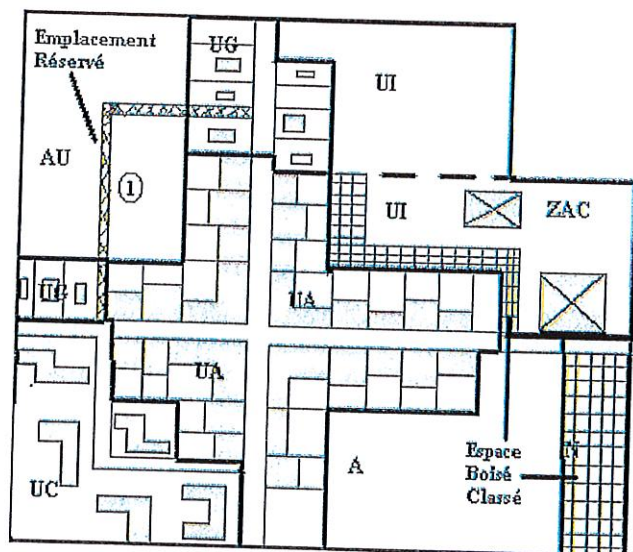 Emplacement
Réservé
UG
UI
AU
1
UI
ZAC
UG
UA
UA
UC
A
Espace
Boisé
Classé
N